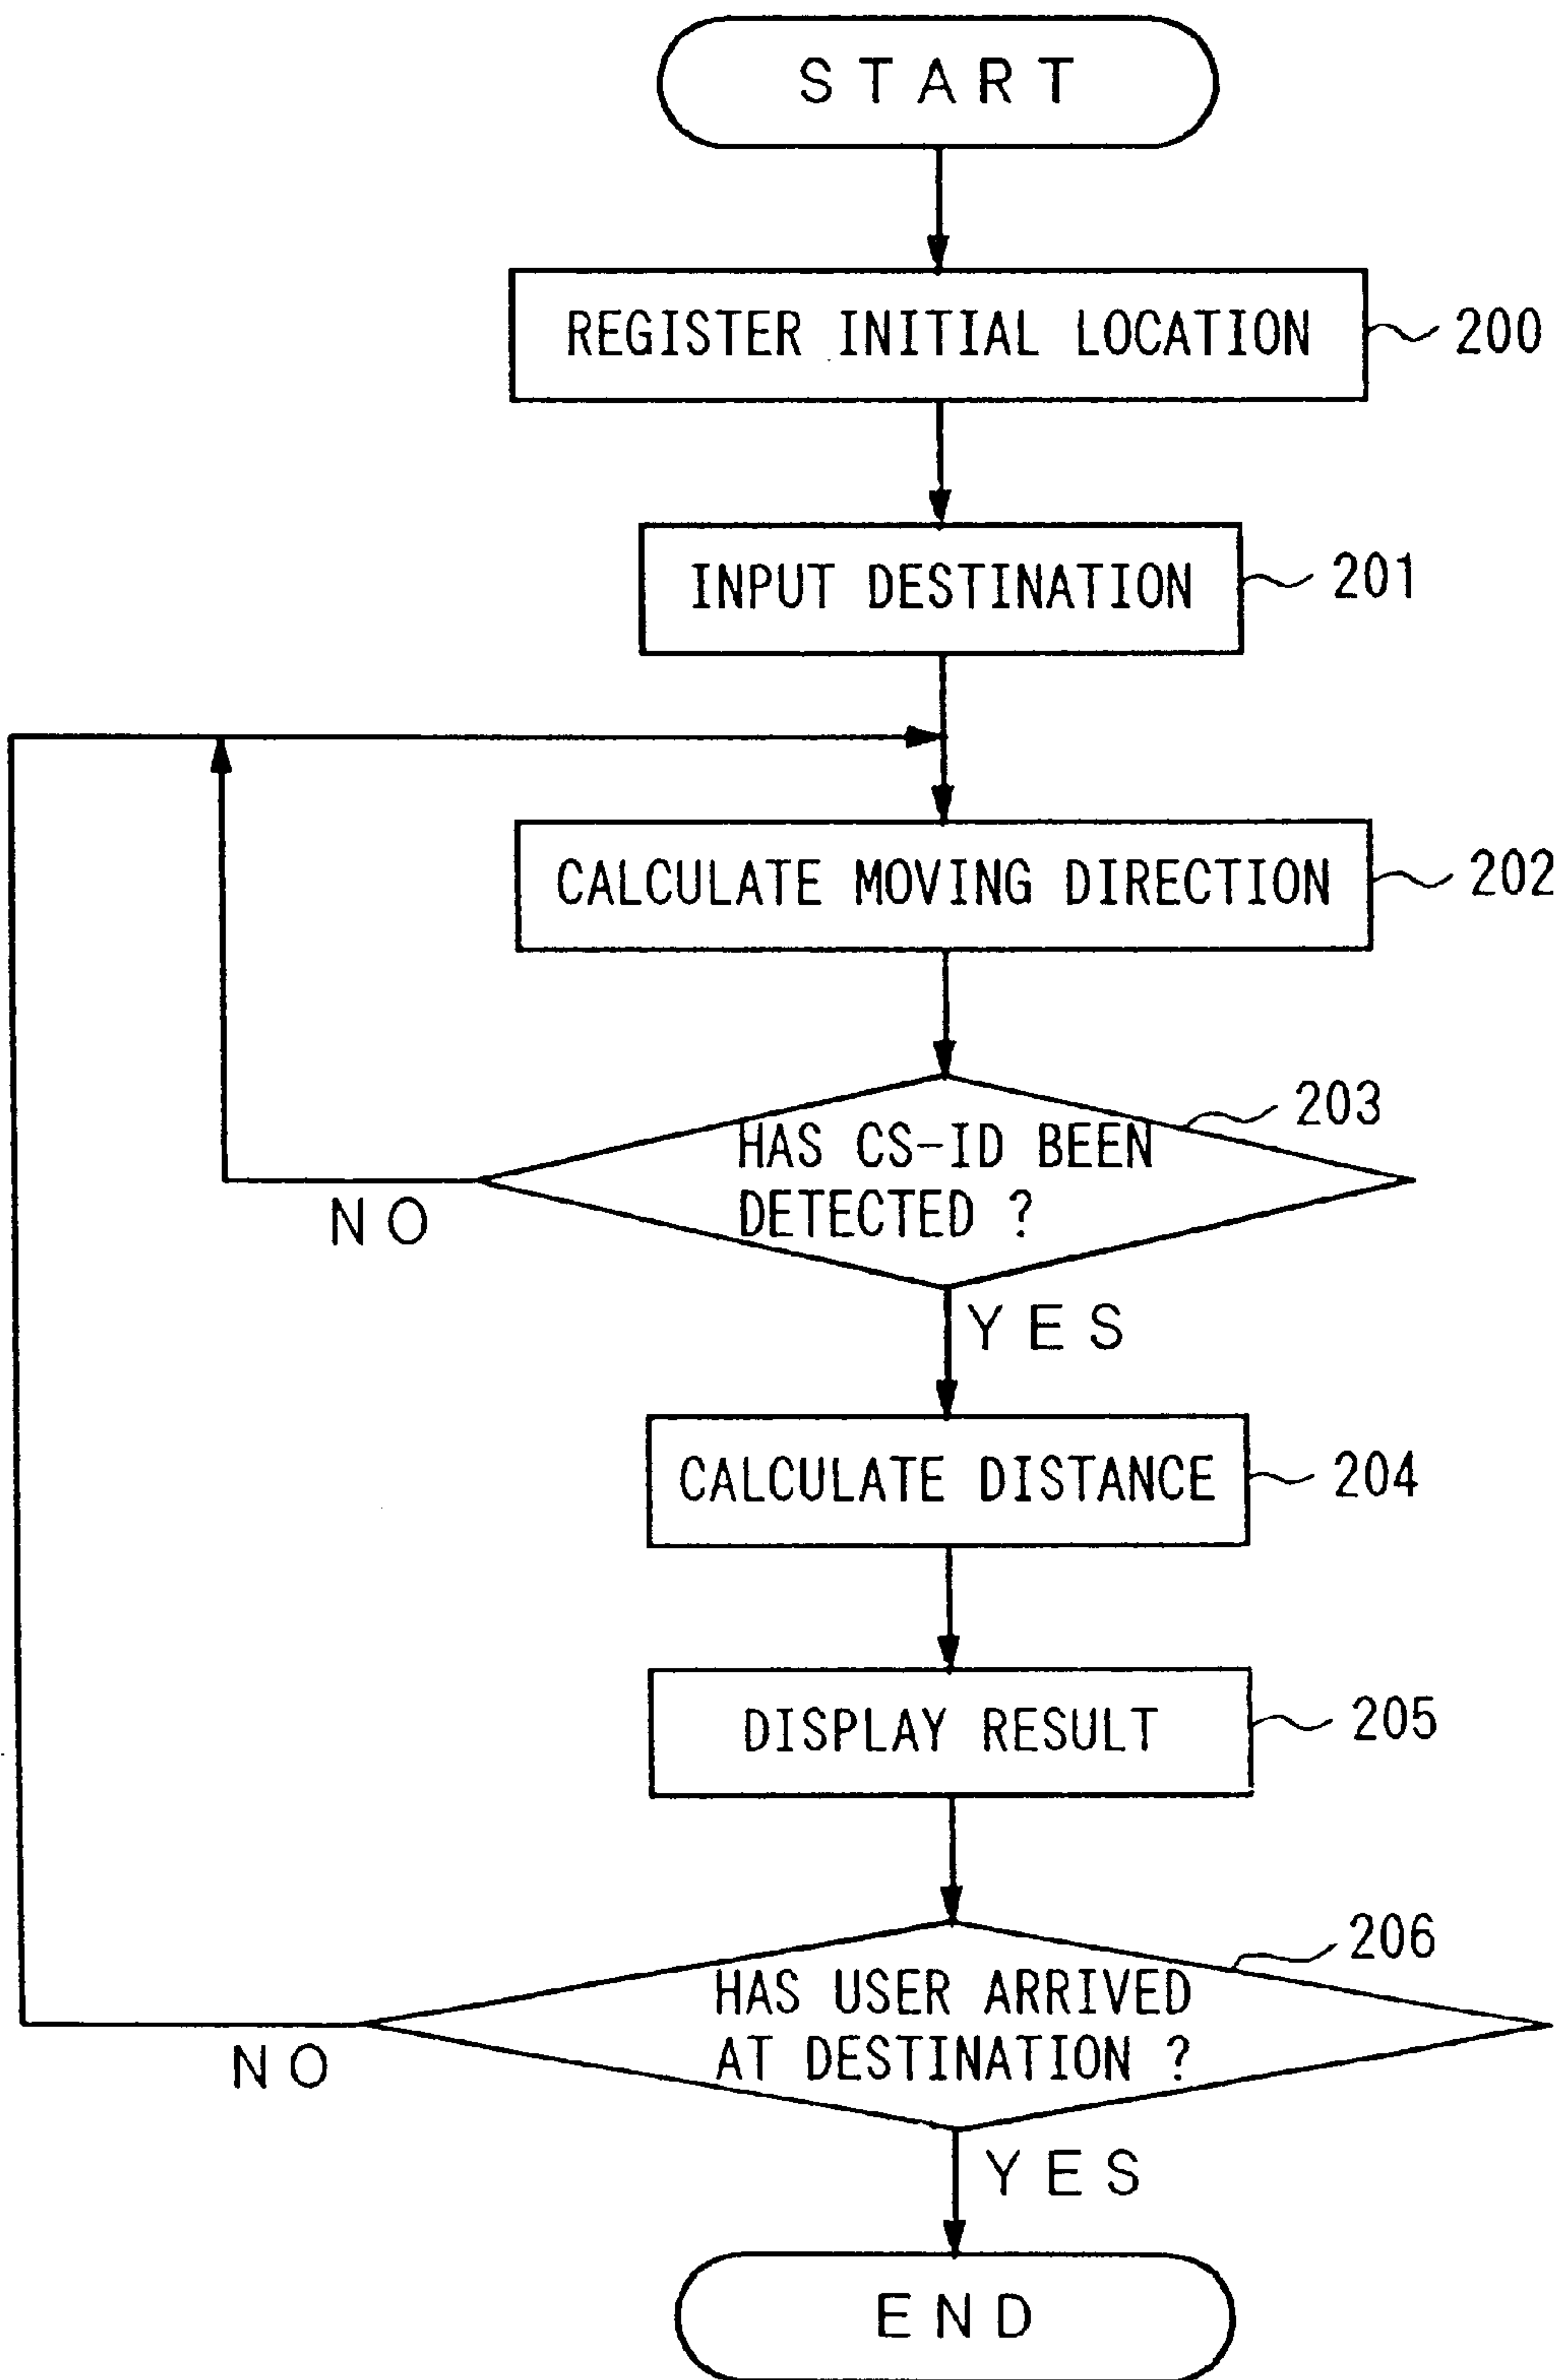 START
REGISTER INITIAL LOCATION
200
INPUT DESTINATION
201
CALCULATE MOVING DIRECTION
202
HAS CS-ID BEEN
DETECTED ?
203
NO
YES
CALCULATE DISTANCE
204
DISPLAY RESULT
205
HAS USER ARRIVED
AT DESTINATION ?
206
NO
YES
END